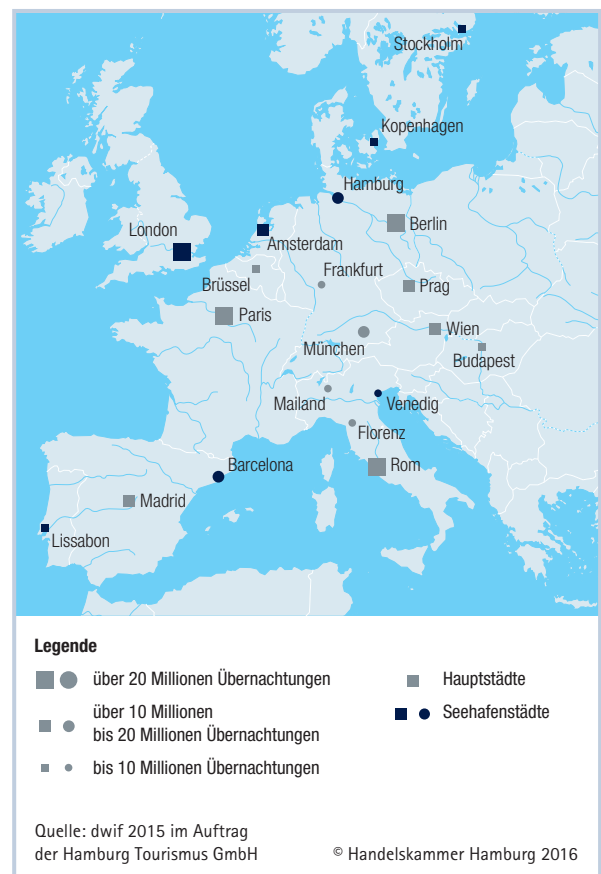 Stockholm
Kopenhagen
Hamburg
London
Berlin
Amsterdam
Frankfurt
Brüssel
Prag
Paris
Wien
München
Budapest
Mailand
Venedig
Florenz
Barcelona
Rom
Madrid
Lissabon
Legende
über 20 Millionen Übernachtungen
Hauptstädte
über 10 Millionen
bis 20 Millionen Übernachtungen
Seehafenstädte
bis 10 Millionen Übernachtungen
Quelle: dwif 2015 im Auftrag
der Hamburg Tourismus GmbH
© Handelskammer Hamburg 2016